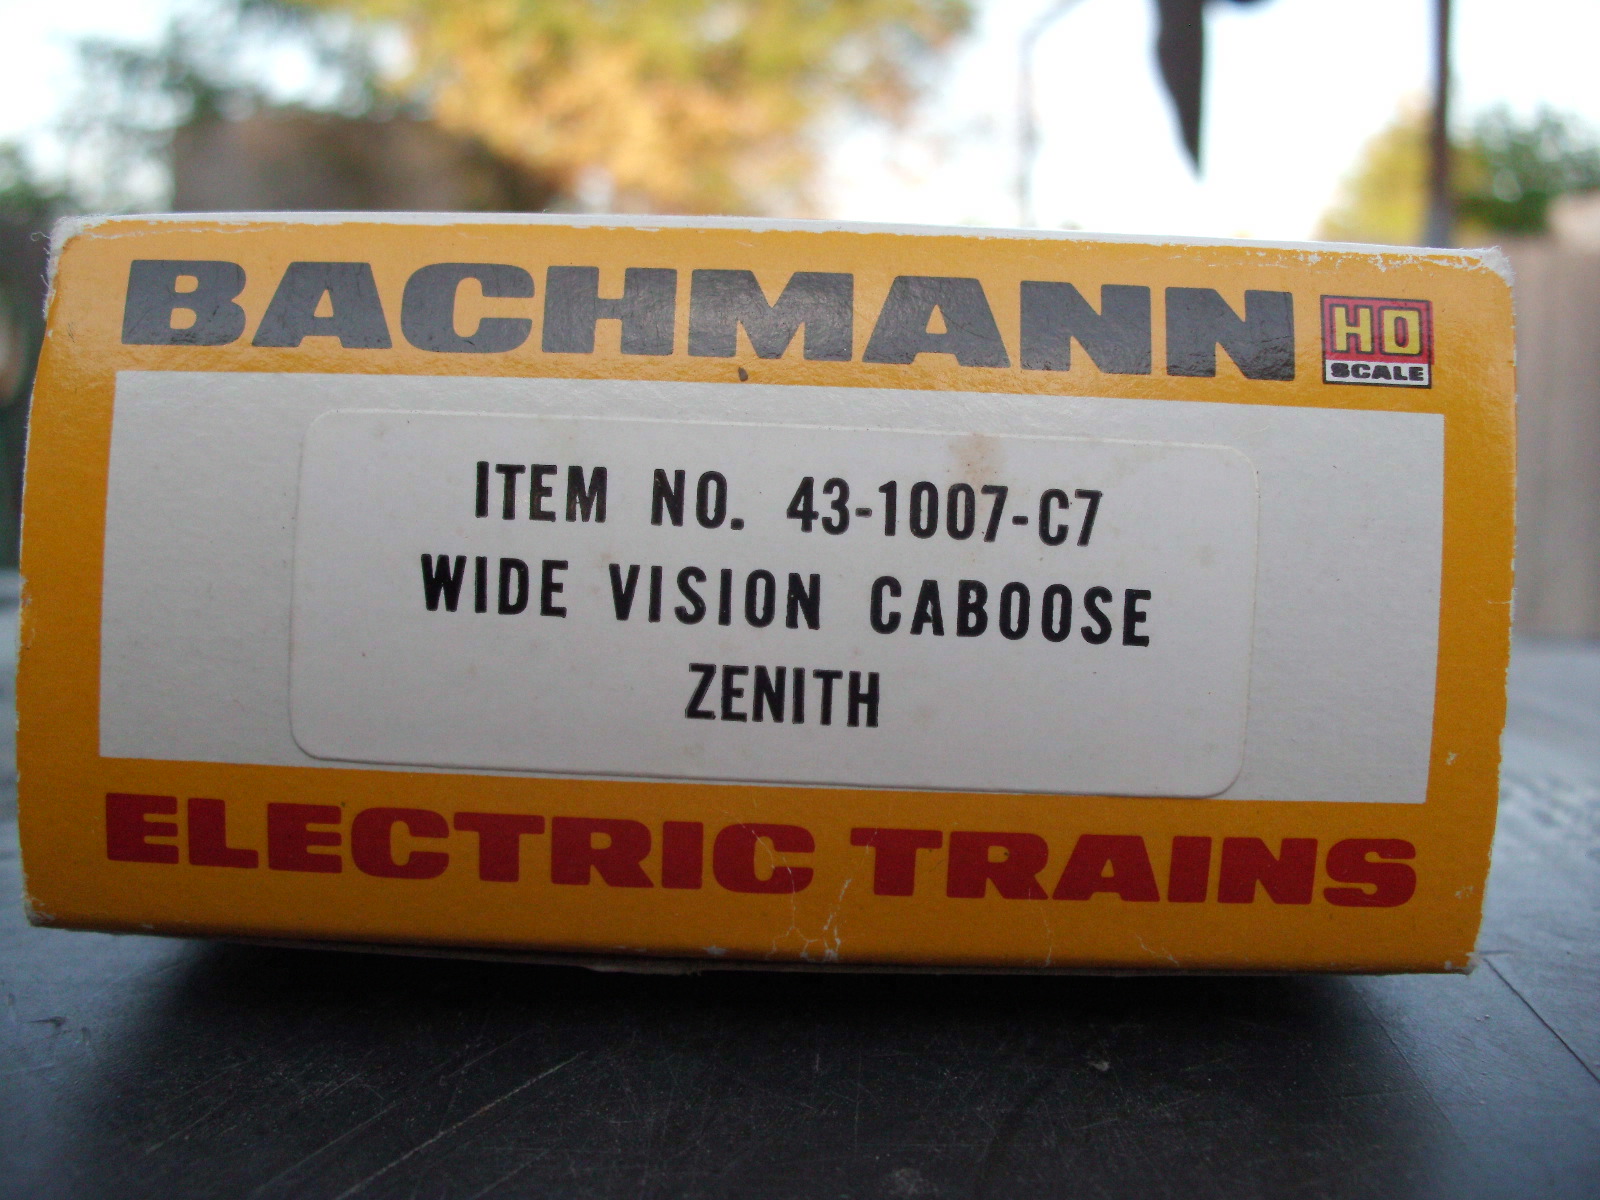 BACHMANN
HO
SCALE
ITEM NO. 43-1007-C7
WIDE VISION CABOOSE
ZENITH
ELECTRIC TRAINS